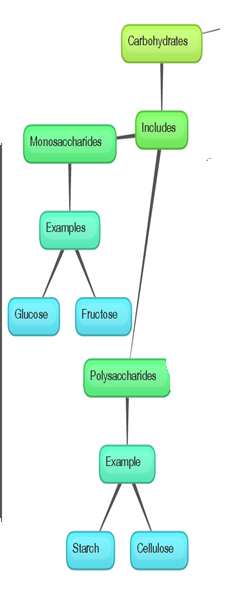 Carbohydrates
Includes
Monosaccharides
Examples
Glucose
Fructose
Polysaccharides
Example
Starch
Cellulose